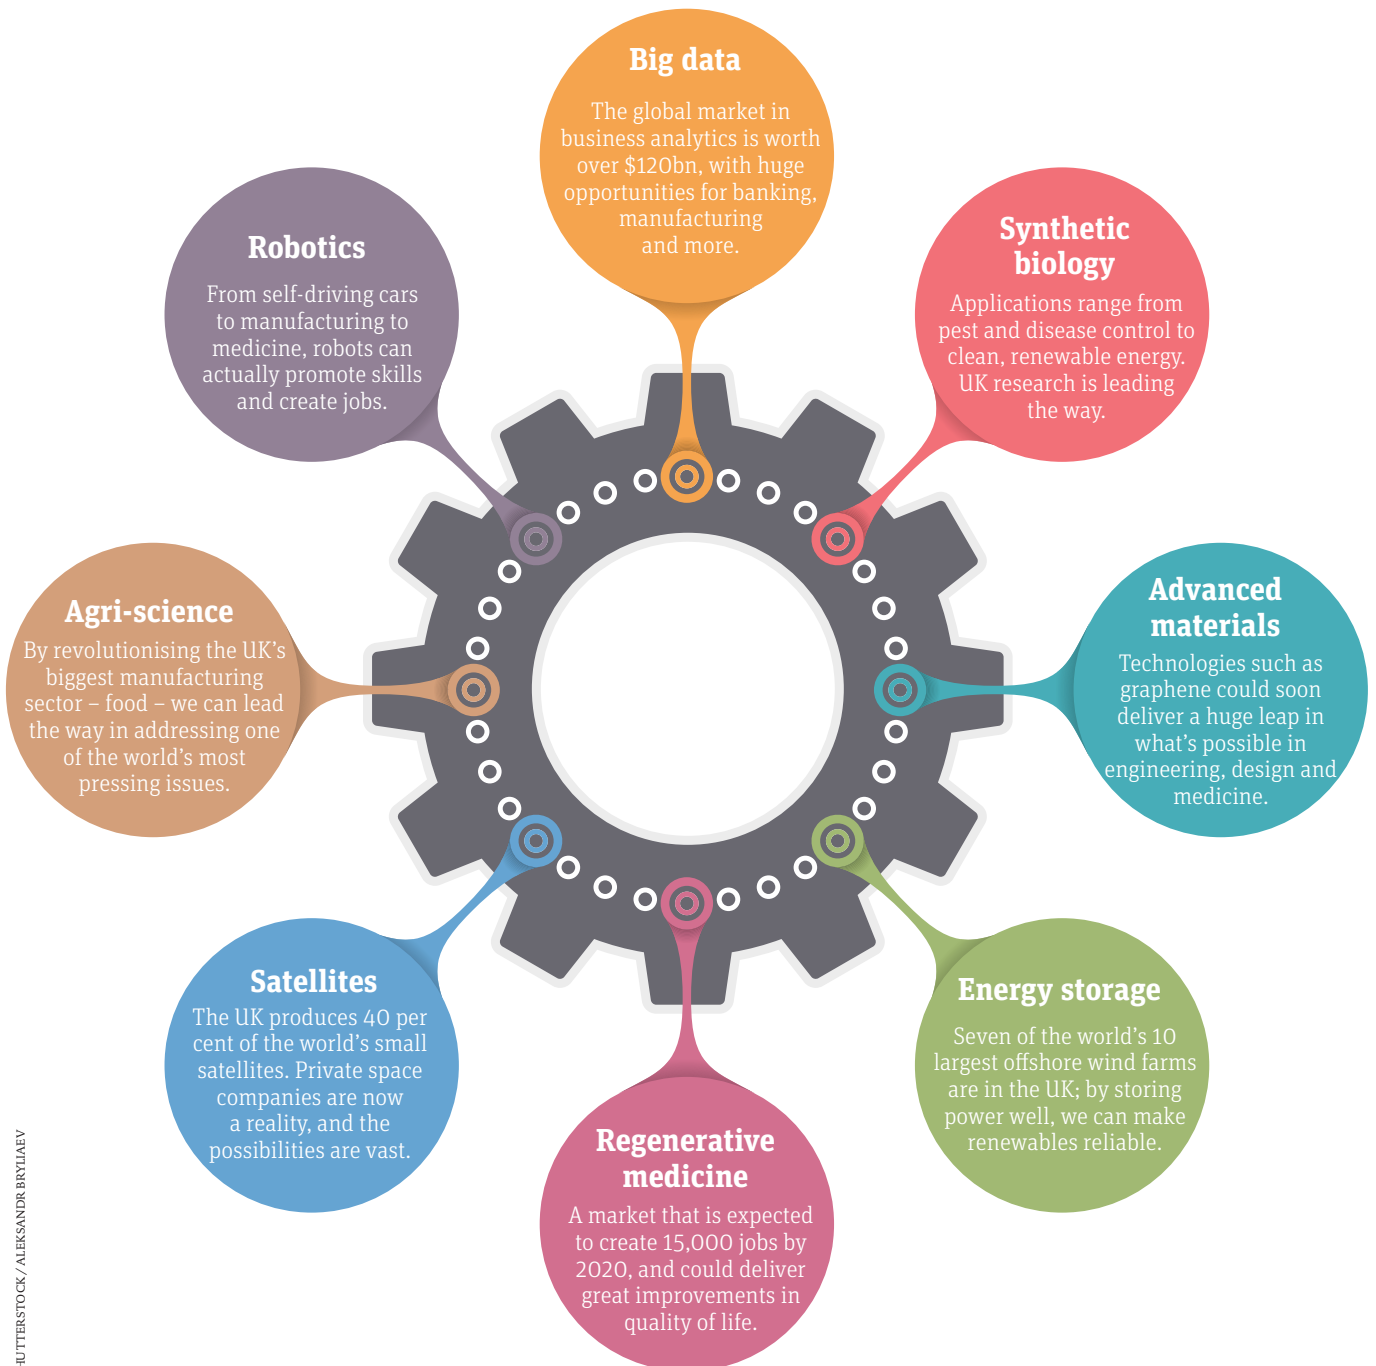 Big data
The global market in
business analytics is worth
over $120bn, with huge
opportunities for banking,
manufacturing
and more.
Synthetic
biology
Applications range from
pest and disease control to
clean, renewable energy.
UK research is leading
the way.
Advanced
materials
Technologies such as
graphene could soon
deliver a huge leap in
what's possible in
engineering, design and
medicine.
Energy storage
Seven of the world's 10
largest offshore wind farms
are in the UK; by storing
power well, we can make
renewables reliable.
Regenerative
medicine
A market that is expected
to create 15,000 jobs by
2020, and could deliver
great improvements in
quality of life.
Satellites
The UK produces 40 per
cent of the world's small
satellites. Private space
companies are now
a reality, and the
possibilities are vast.
Agri-science
By revolutionising the UK's
biggest manufacturing
sector – food – we can lead
the way in addressing one
of the world's most
pressing issues.
Robotics
From self-driving cars
to manufacturing to
medicine, robots can
actually promote skills
and create jobs.
HUTTERSTOCK / ALEKSANDR BRYLIAEV